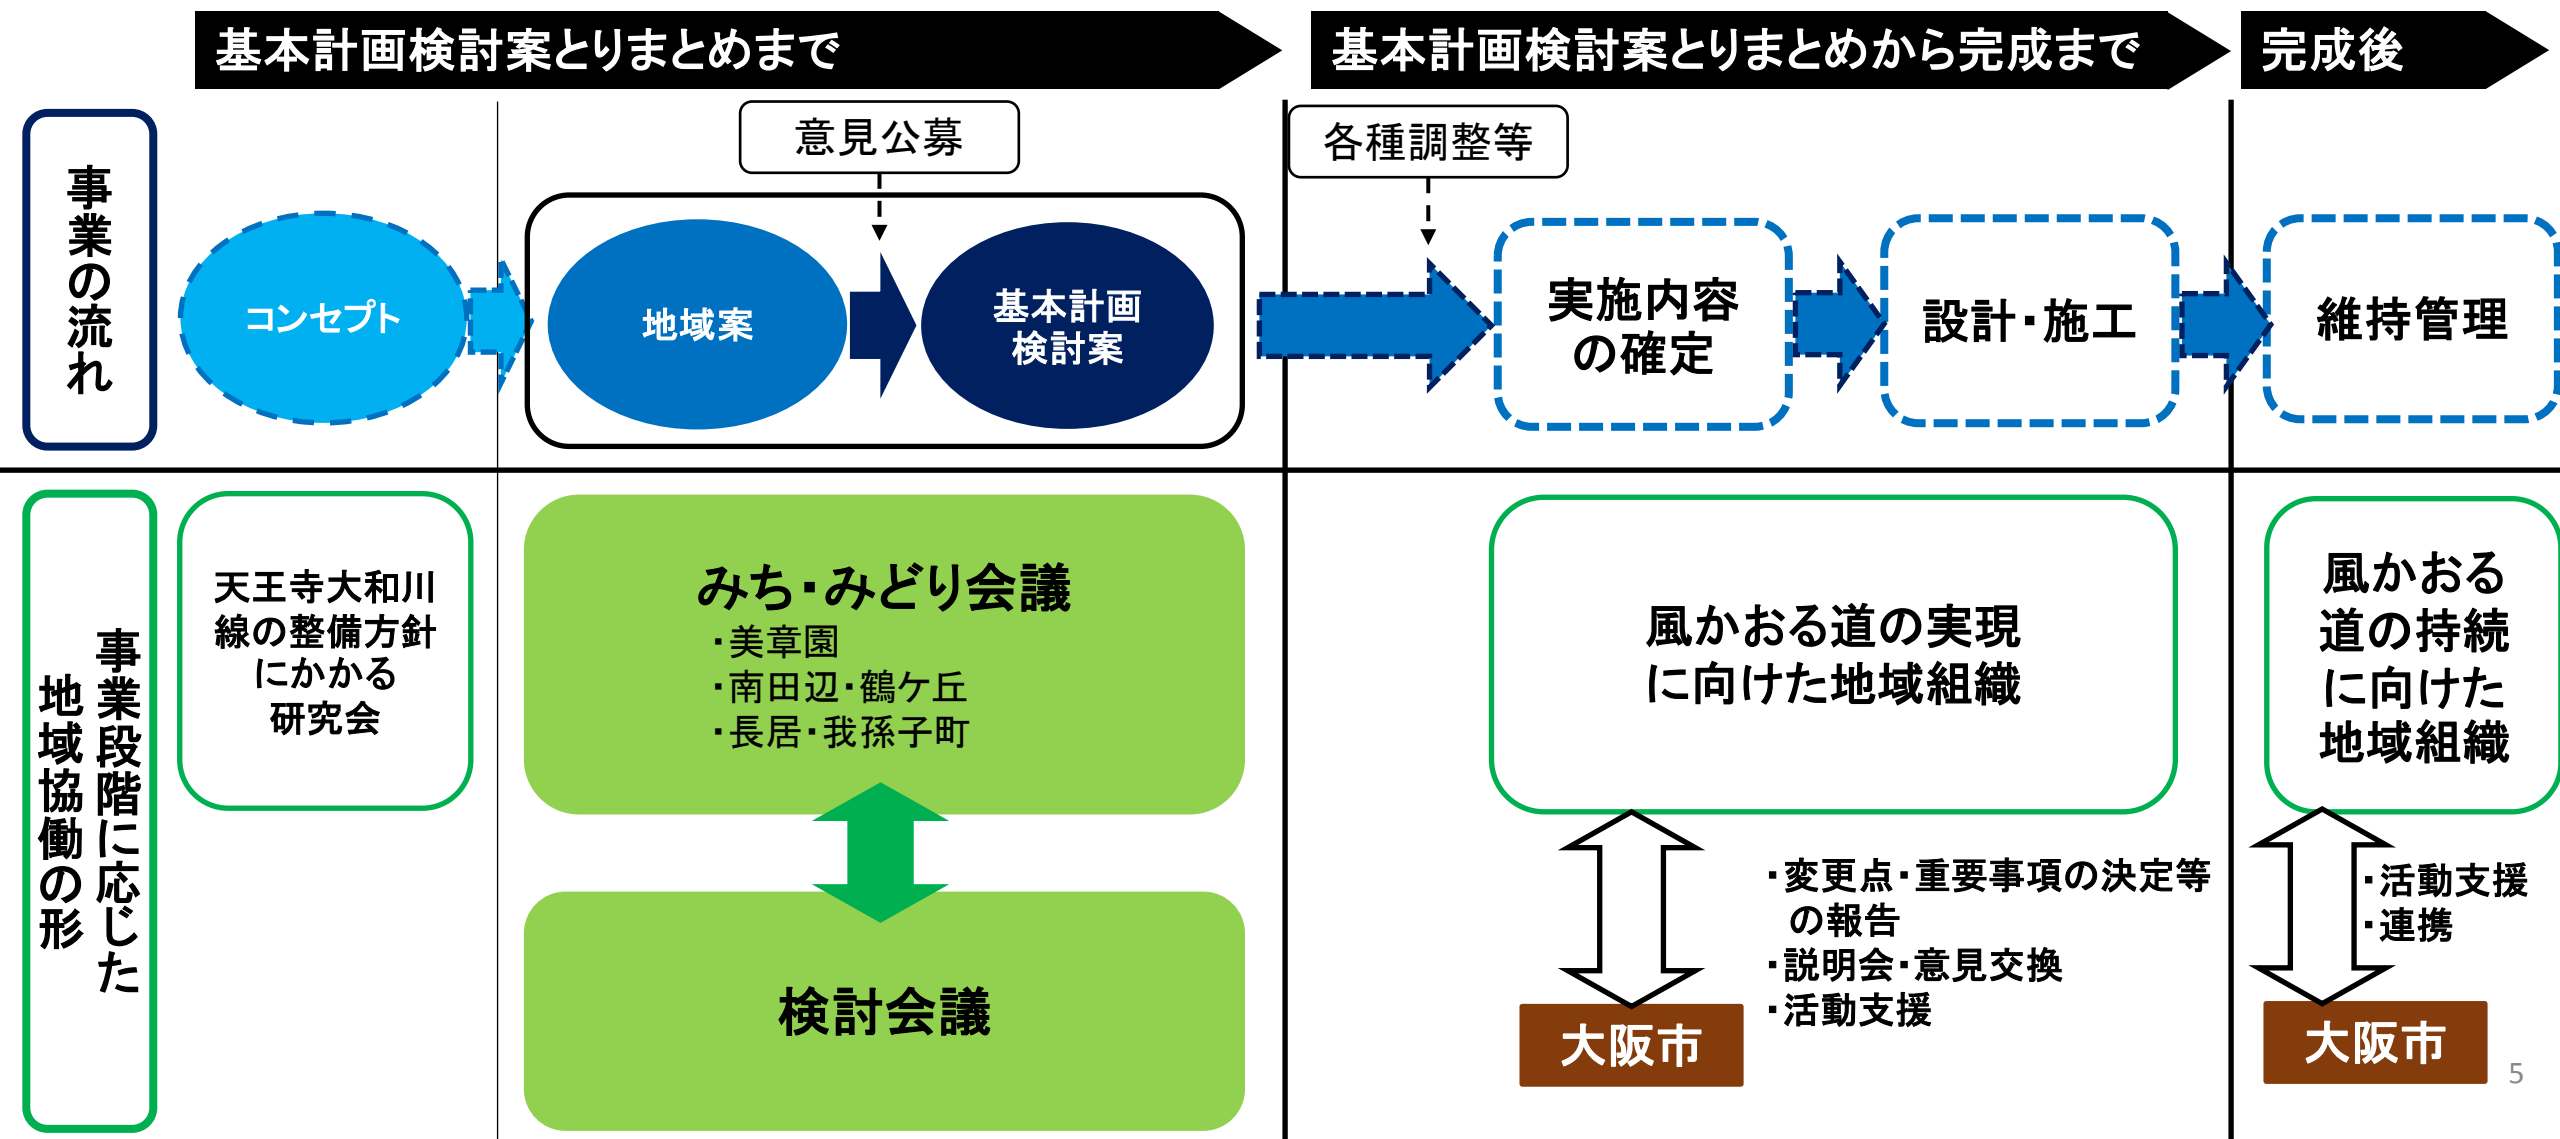 基本計画検討案とりまとめまで
基本計画検討案とりまとめから完成まで
完成後
事業の流れ
意見公募
各種調整等
コンセプト
地域案
基本計画
検討案
実施内容
の確定
設計・施工
維持管理
事業段階に応じた
地域協働の形
天王寺大和川
線の整備方針
にかかる
研究会
みち・みどり会議
・美章園
・南田辺・鶴ケ丘
・長居・我孫子町
検討会議
風かおる道の実現
に向けた地域組織
・変更点・重要事項の決定等
の報告
・説明会・意見交換
・活動支援
大阪市
風かおる
道の持続
に向けた
地域組織
・活動支援
・連携
大阪市
5